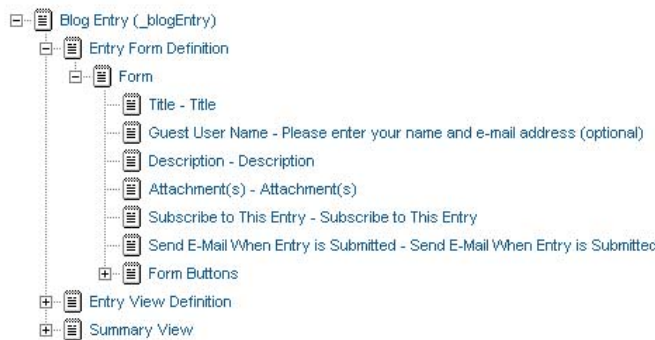 Blog Entry (_blogEntry)
Entry Form Definition
Form
Title - Title
Guest User Name - Please enter your name and e-mail address (optional)
Description - Description
Attachment(s) - Attachment(s)
Subscribe to This Entry - Subscribe to This Entry
Send E-Mail When Entry is Submitted - Send E-Mail When Entry is Submitted
Form Buttons
Entry View Definition
Summary View